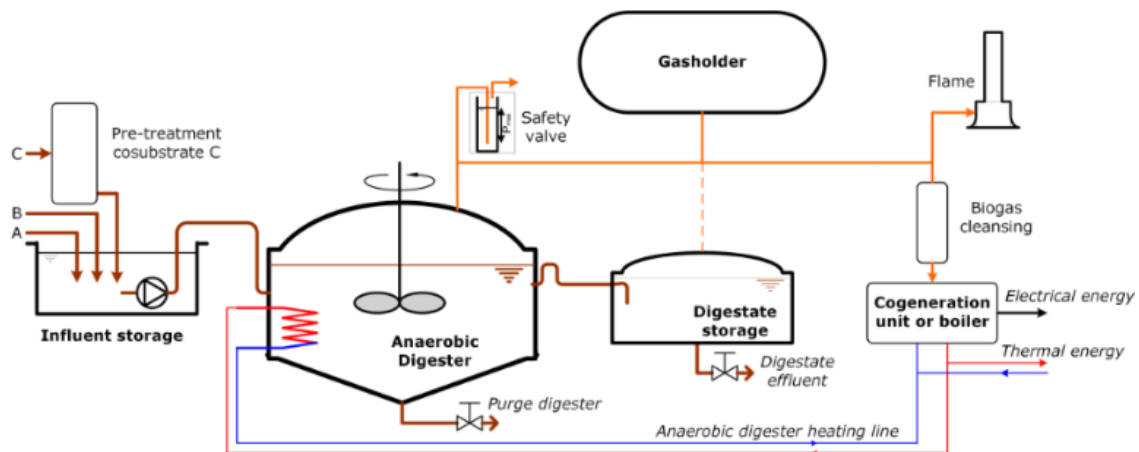 Gasholder
Flame
Safety
valve
P max
Pre-treatment
cosubstrate C
C
B
A
Biogas
cleansing
Influent storage
Anaerobic
Digester
Digestate
storage
Cogeneration
unit or boiler
Electrical energy
Thermal energy
Digestate
effluent
Purge digester
Anaerobic digester heating line